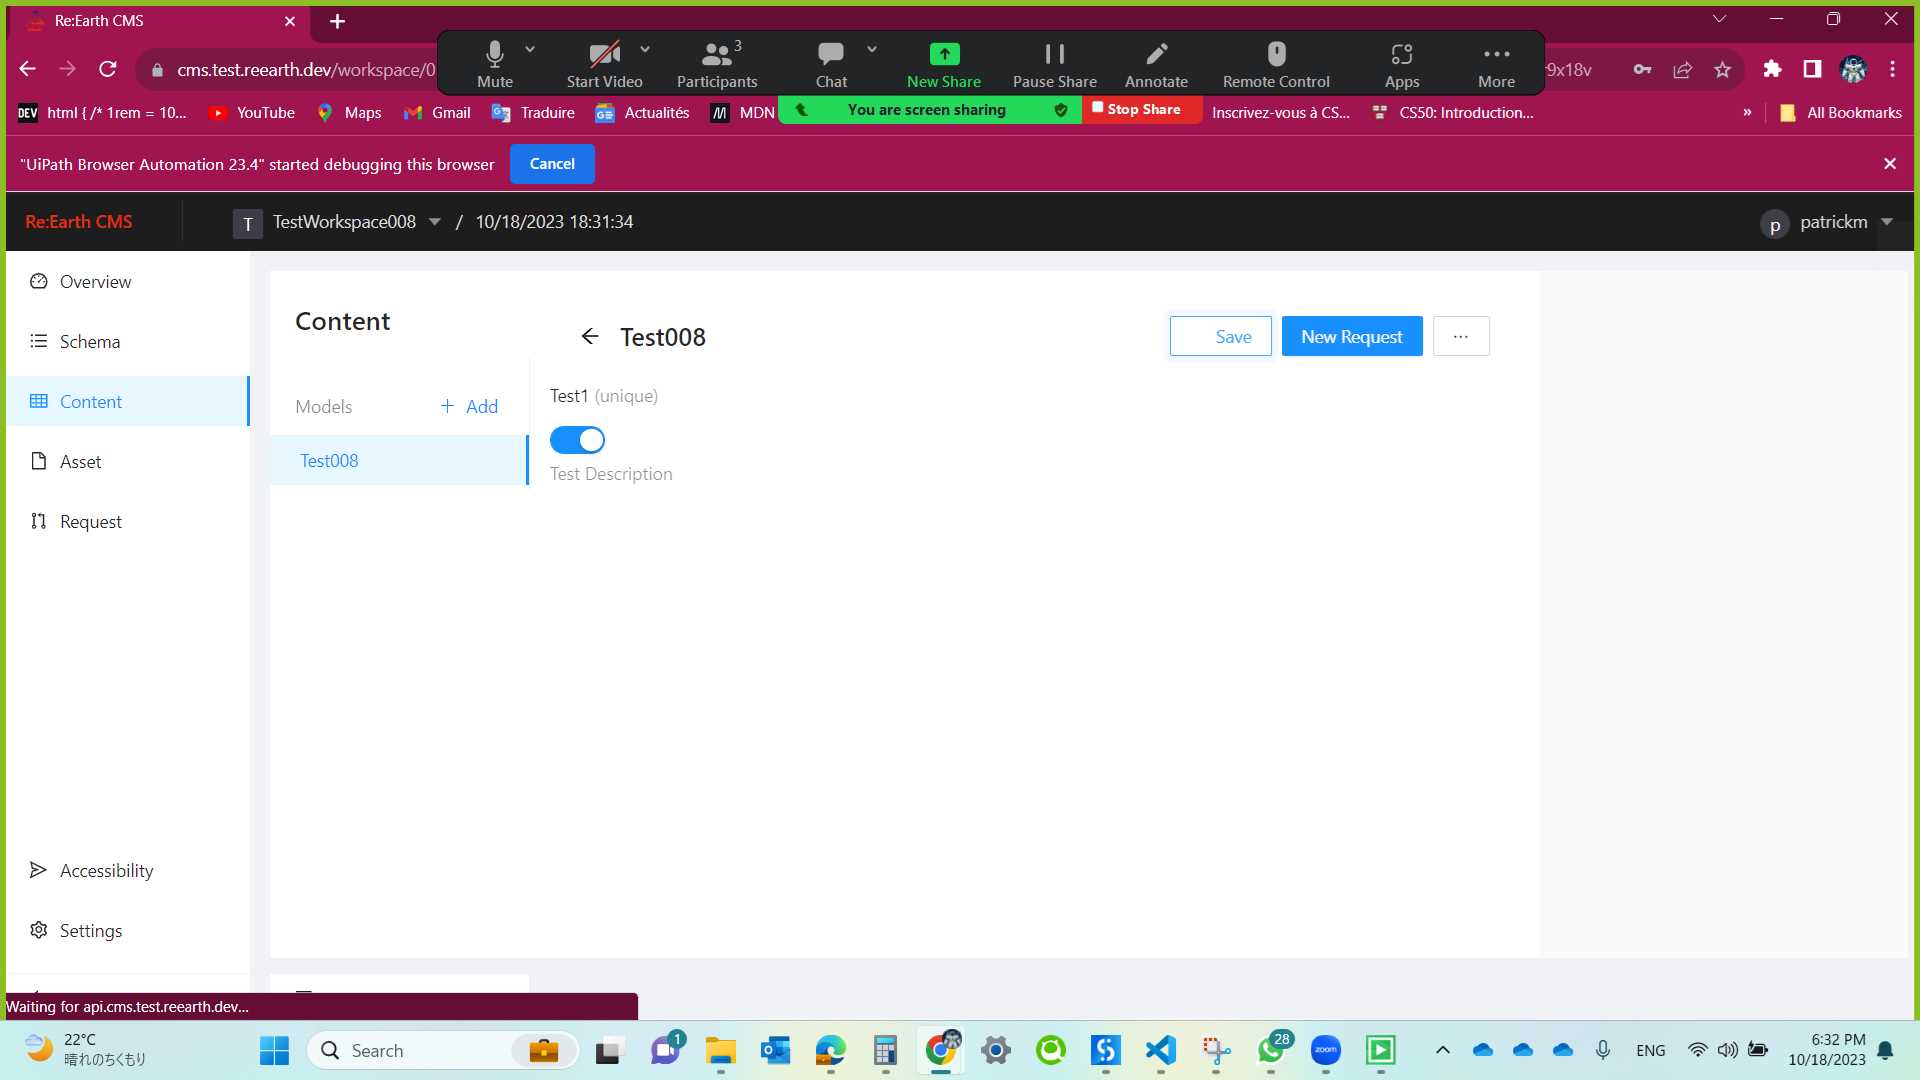 Re:Earth CMS
cms.test.reearth.dev/workspace/0
r9x18v
Mute
Start Video
3
Participants
Chat
New Share
Pause Share
Annotate
Remote Control
Apps
More
DEV html { /* 1rem = 10...
YouTube
Maps
Gmail
Traduire
Actualités
MDN
You are screen sharing
Stop Share
Inscrivez-vous à CS...
CS50: Introduction...
»
All Bookmarks
"UiPath Browser Automation 23.4" started debugging this browser
Cancel
Re:Earth CMS
T TestWorkspace008 / 10/18/2023 18:31:34
p patrickm
Overview
Schema
Content
Asset
Request
Accessibility
Settings
Content
Models
+ Add
Test008
Test008
Save
New Request
...
Test1 (unique)
Test Description
Waiting for api.cms.test.reearth.dev...
22°C
晴れのちくもり
Search
1
28
zoom
ENG
6:32 PM
10/18/2023